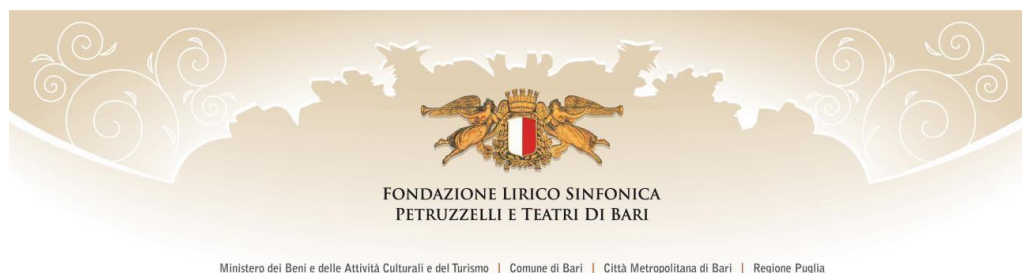 FONDAZIONE LIRICO SINFONICA
PETRUZZELLI E TEATRI DI BARI
Ministero dei Beni e delle Attività Culturali e del Turismo | Comune di Bari | Città Metropolitana di Bari | Regione Puglia